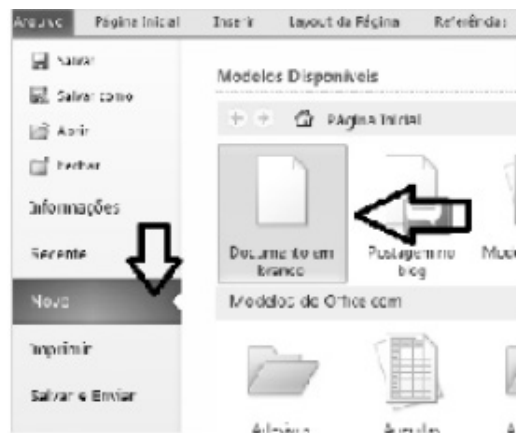 Arquivo Página Inicial Inserir Layout da Página Referências
Salvar
Salvar como
Abrir
Fechar
Informações
Recente
Novo
Imprimir
Salvar e Enviar
Modelos Disponíveis
Página Inicial
Documento em
branco
Postagem no
blog
Modelos do Office.com